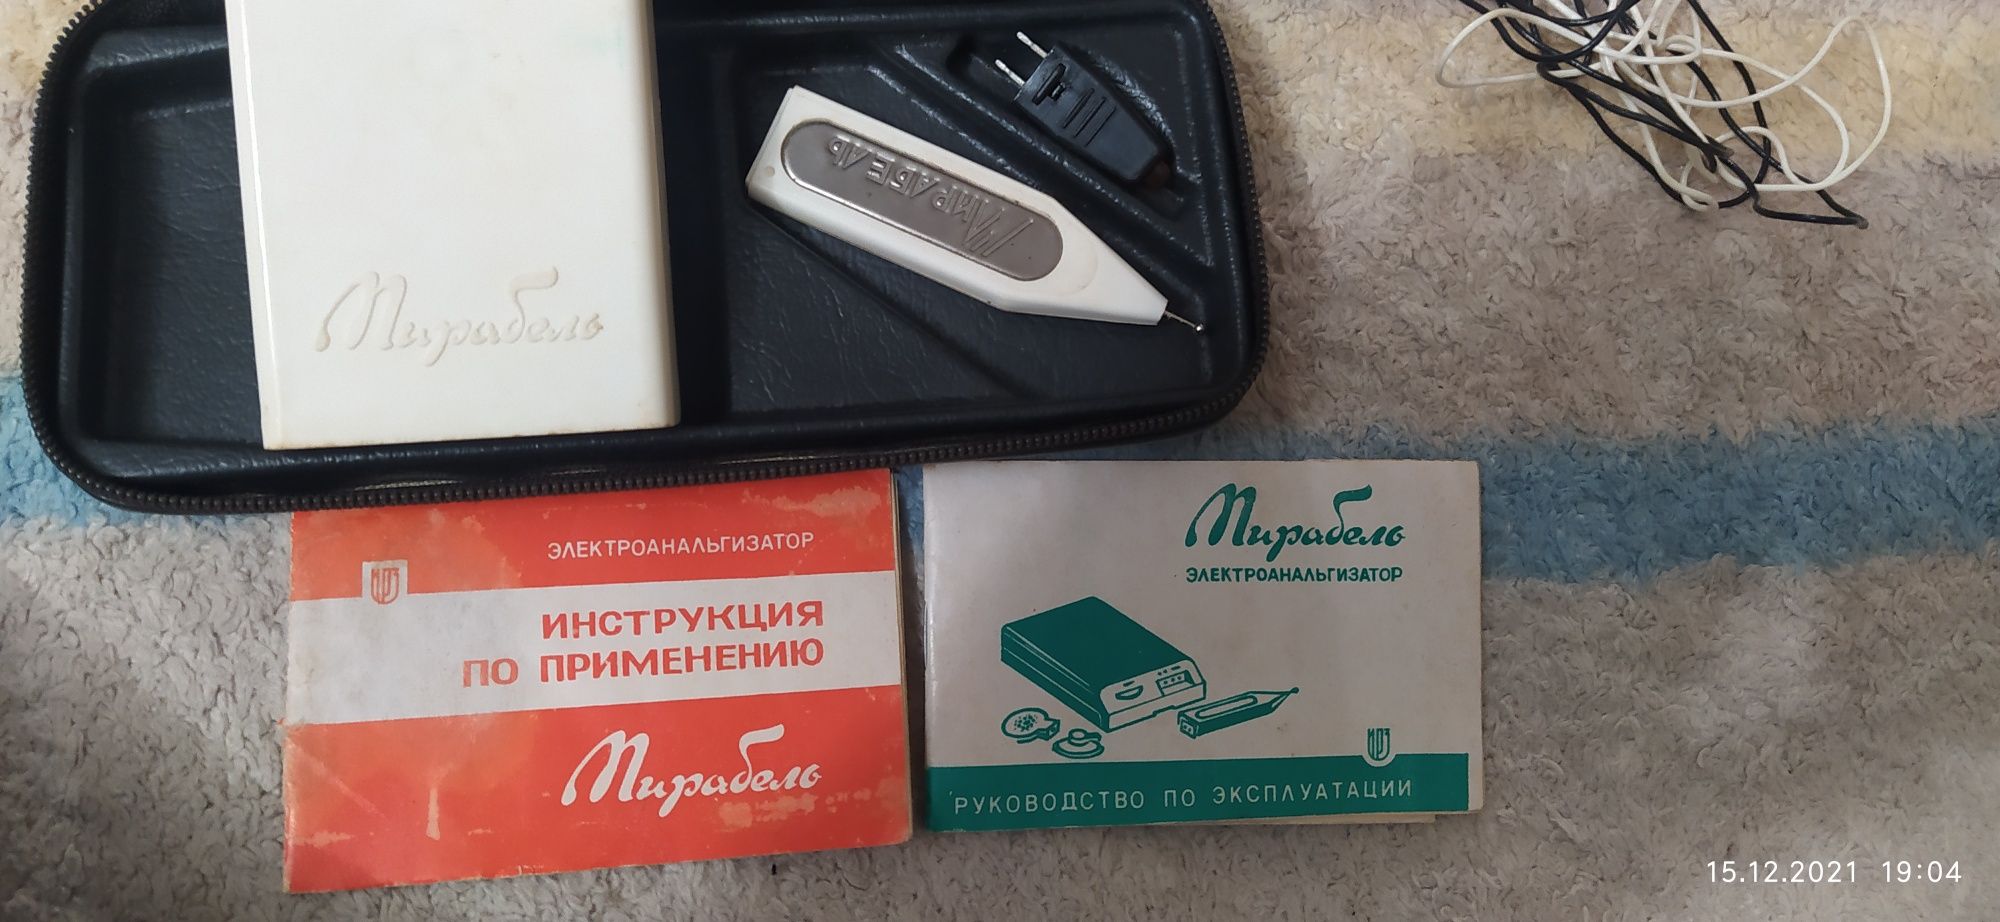 Мирабель
МИРАБЕЛЬ
ЭЛЕКТРОАНАЛЬГИЗАТОР
ИНСТРУКЦИЯ
ПО ПРИМЕНЕНИЮ
Мирабель
Мирабель
ЭЛЕКТРОАНАЛЬГИЗАТОР
РУКОВОДСТВО ПО ЭКСПЛУАТАЦИИ
15.12.2021 19:04